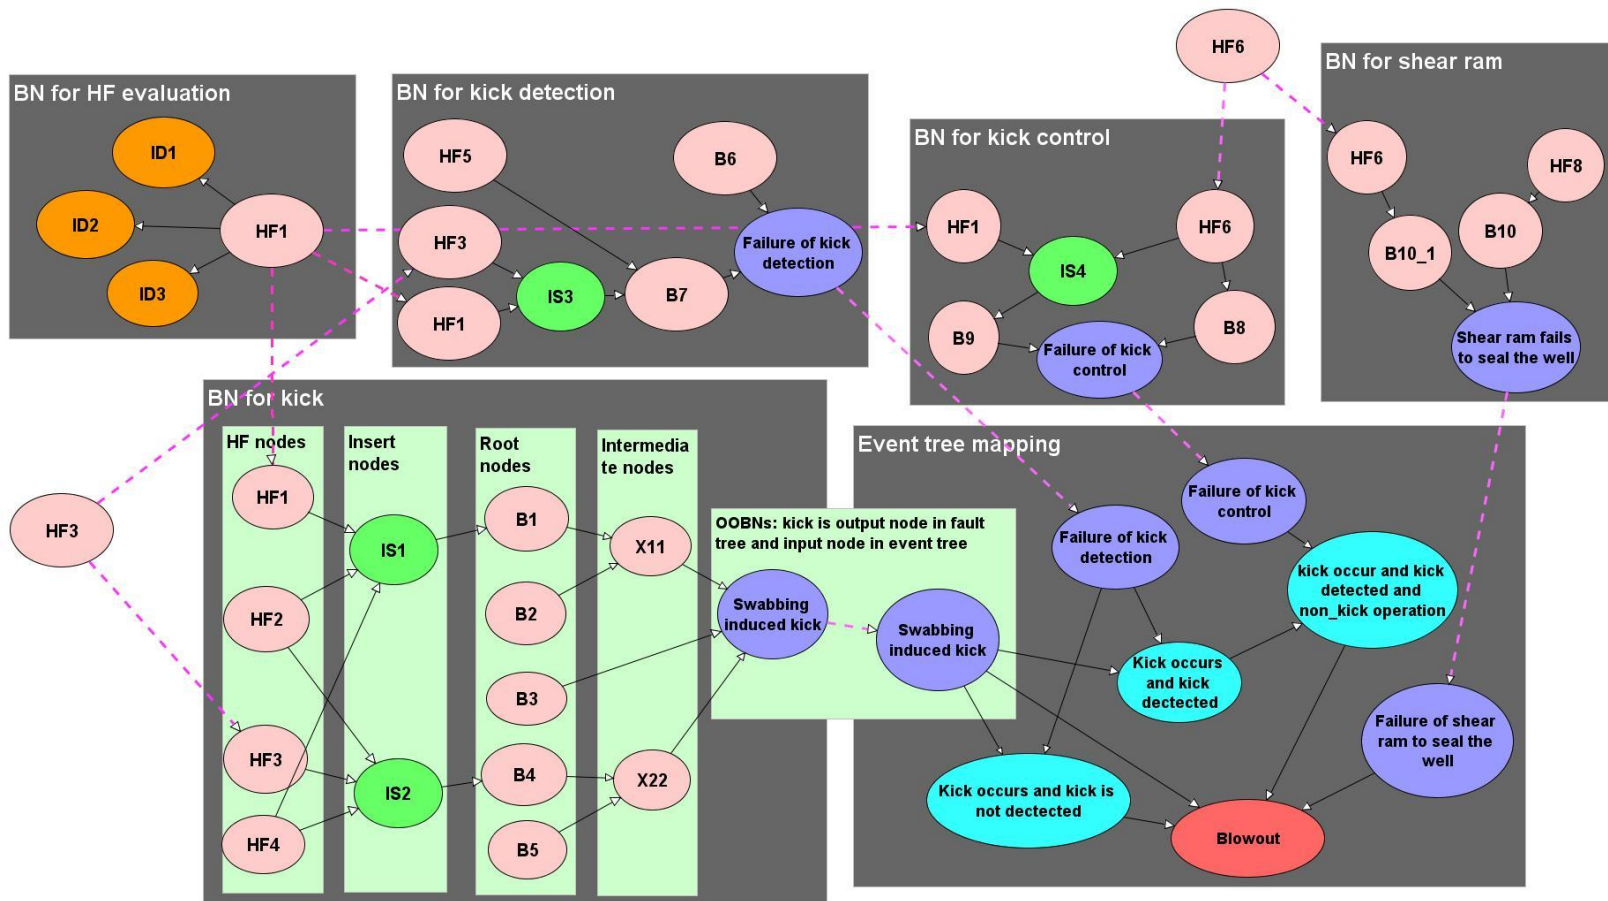 HF6
BN for shear ram
BN for HF evaluation
BN for kick detection
BN for kick control
ID1
ID2
ID3
HF1
HF5
B6
HF3
HF1
IS3
B7
Failure of kick
detection
HF1
HF6
IS4
B9
B8
Failure of kick
control
HF6
HF8
B10_1
B10
Shear ram fails
to seal the well
HF3
BN for kick
HF nodes
Insert
nodes
Root
nodes
Intermedia
te nodes
HF1
HF2
HF3
HF4
IS1
IS2
B1
B2
B3
B4
B5
X11
X22
OOBNs: kick is output node in fault
tree and input node in event tree
Swabbing
induced kick
Swabbing
induced kick
Event tree mapping
Failure of kick
detection
Failure of kick
control
kick occur and kick
detected and
non_kick operation
Kick occurs
and kick
dectected
Failure of shear
ram to seal the
well
Kick occurs and kick is
not dectected
Blowout